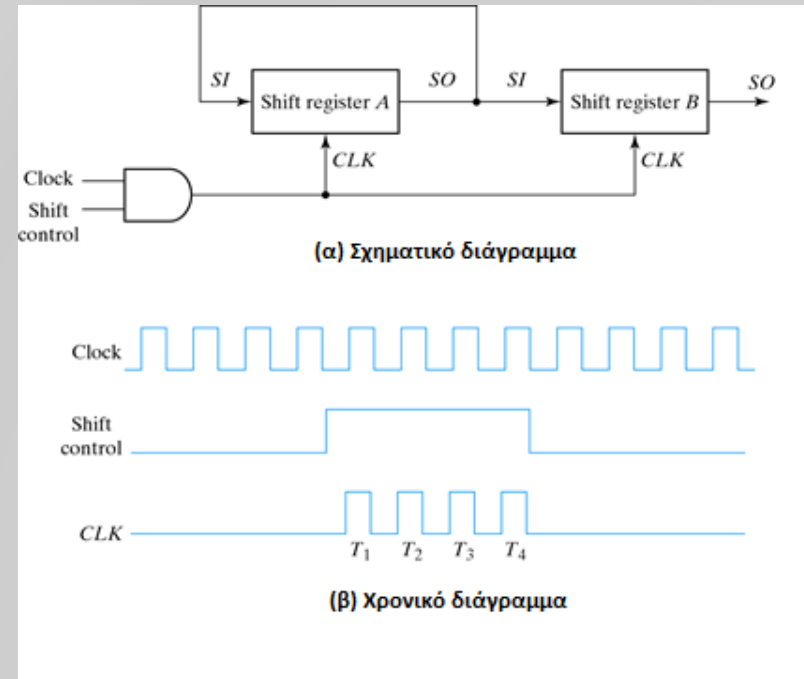 SI
Shift register A
SO
SI
Shift register B
SO
CLK
CLK
Clock
Shift
control
(α) Σχηματικό διάγραμμα
Clock
Shift
control
CLK
T1 T2 T3 T4
(β) Χρονικό διάγραμμα